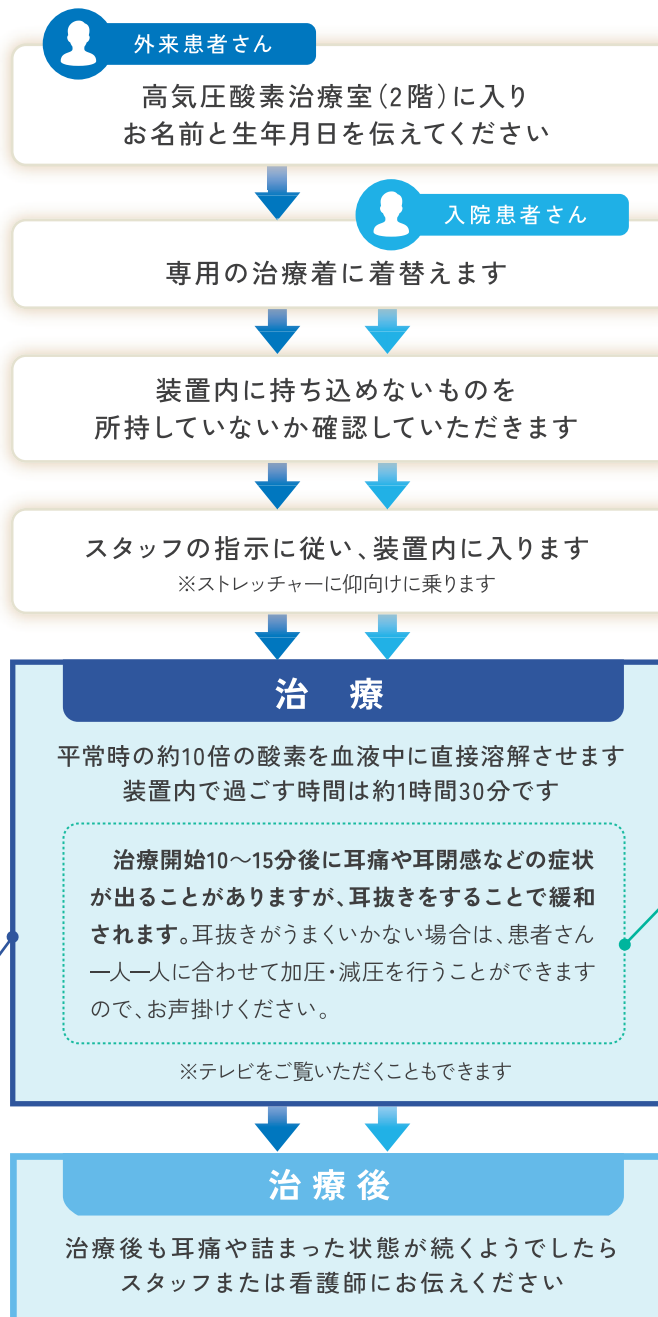 外来患者さん
高気圧酸素治療室（2階）に入り
お名前と生年月日を伝えてください
入院患者さん
専用の治療着に着替えます
装置内に持ち込めないものを
所持していないか確認していただきます
スタッフの指示に従い、装置内に入ります
※ストレッチャーに仰向けに乗ります
治　療
平常時の約10倍の酸素を血液中に直接溶解させます
装置内で過ごす時間は約1時間30分です
治療開始10〜15分後に耳痛や耳閉感などの症状
が出ることがありますが、耳抜きをすることで緩和
されます。耳抜きがうまくいかない場合は、患者さん
一人一人に合わせて加圧・減圧を行うことができます
ので、お声掛けください。
※テレビをご覧いただくこともできます
治療後
治療後も耳痛や詰まった状態が続くようでしたら
スタッフまたは看護師にお伝えください